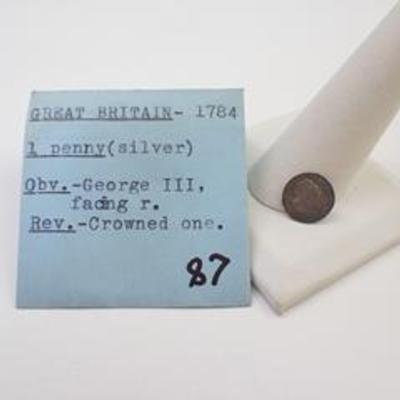 GREAT BRITAIN- 1784
1 penny(silver)
Obv.-George III,
facing r.
Rev.-Crowned one.
87